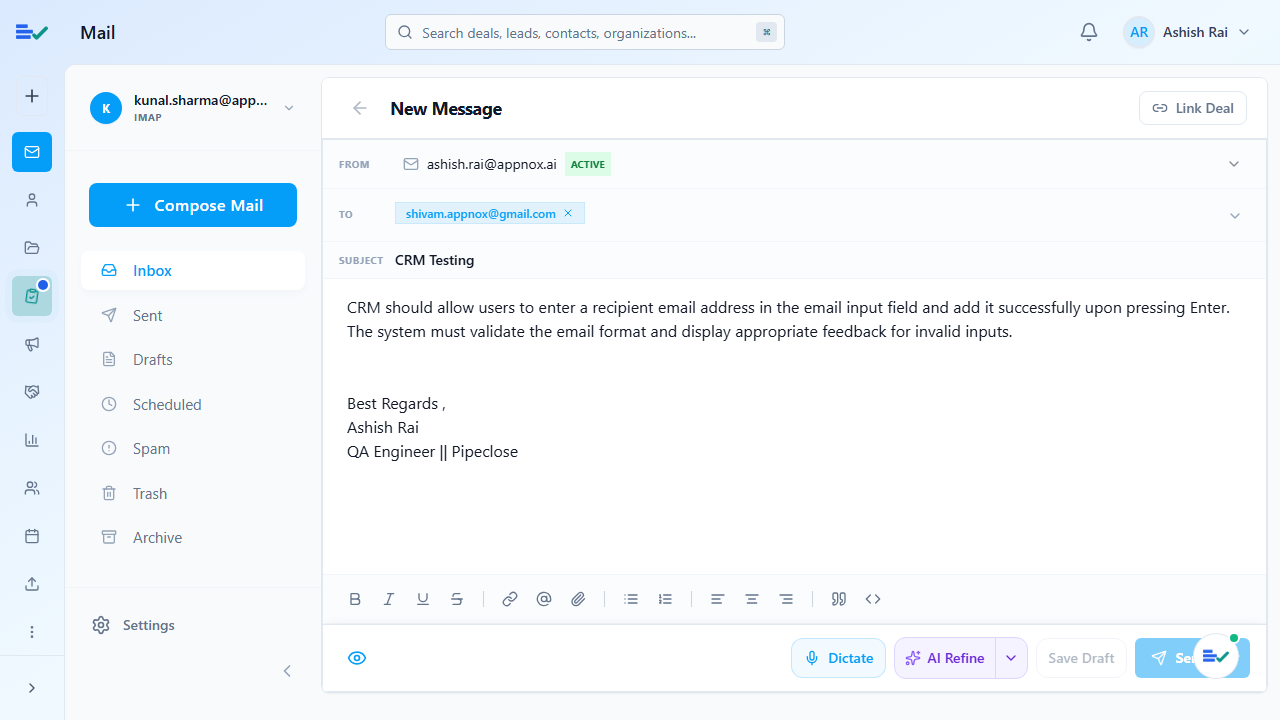 Mail
Search deals, leads, contacts, organizations...
⌘
AR
Ashish Rai
K
kunal.sharma@app...
IMAP
Compose Mail
Inbox
Sent
Drafts
Scheduled
Spam
Trash
Archive
Settings
New Message
Link Deal
FROM
ashish.rai@appnox.ai
ACTIVE
TO
shivam.appnox@gmail.com
SUBJECT
CRM Testing
CRM should allow users to enter a recipient email address in the email input field and add it successfully upon pressing Enter.
The system must validate the email format and display appropriate feedback for invalid inputs.
Best Regards ,
Ashish Rai
QA Engineer || Pipeclose
Dictate
AI Refine
Save Draft